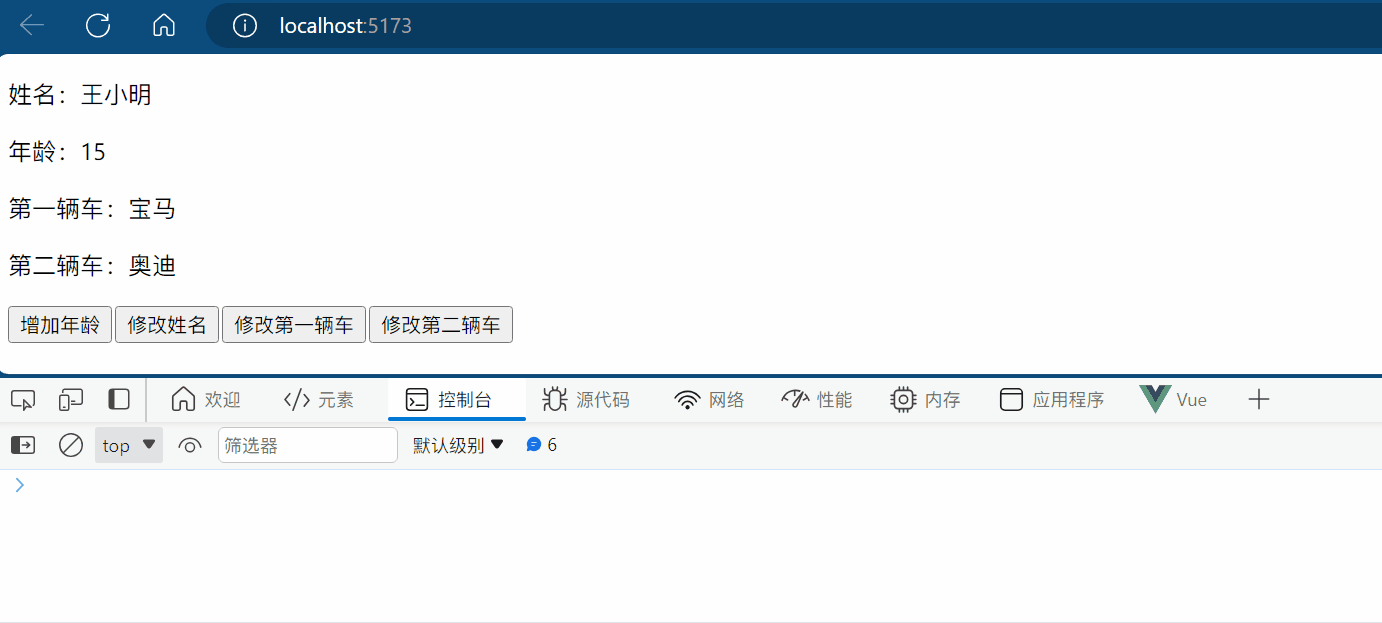 localhost:5173
姓名：王小明
年龄：15
第一辆车：宝马
第二辆车：奥迪
增加年龄 修改姓名 修改第一辆车 修改第二辆车
欢迎 元素 控制台 源代码 网络 性能 内存 应用程序 Vue
top 筛选器 默认级别 6